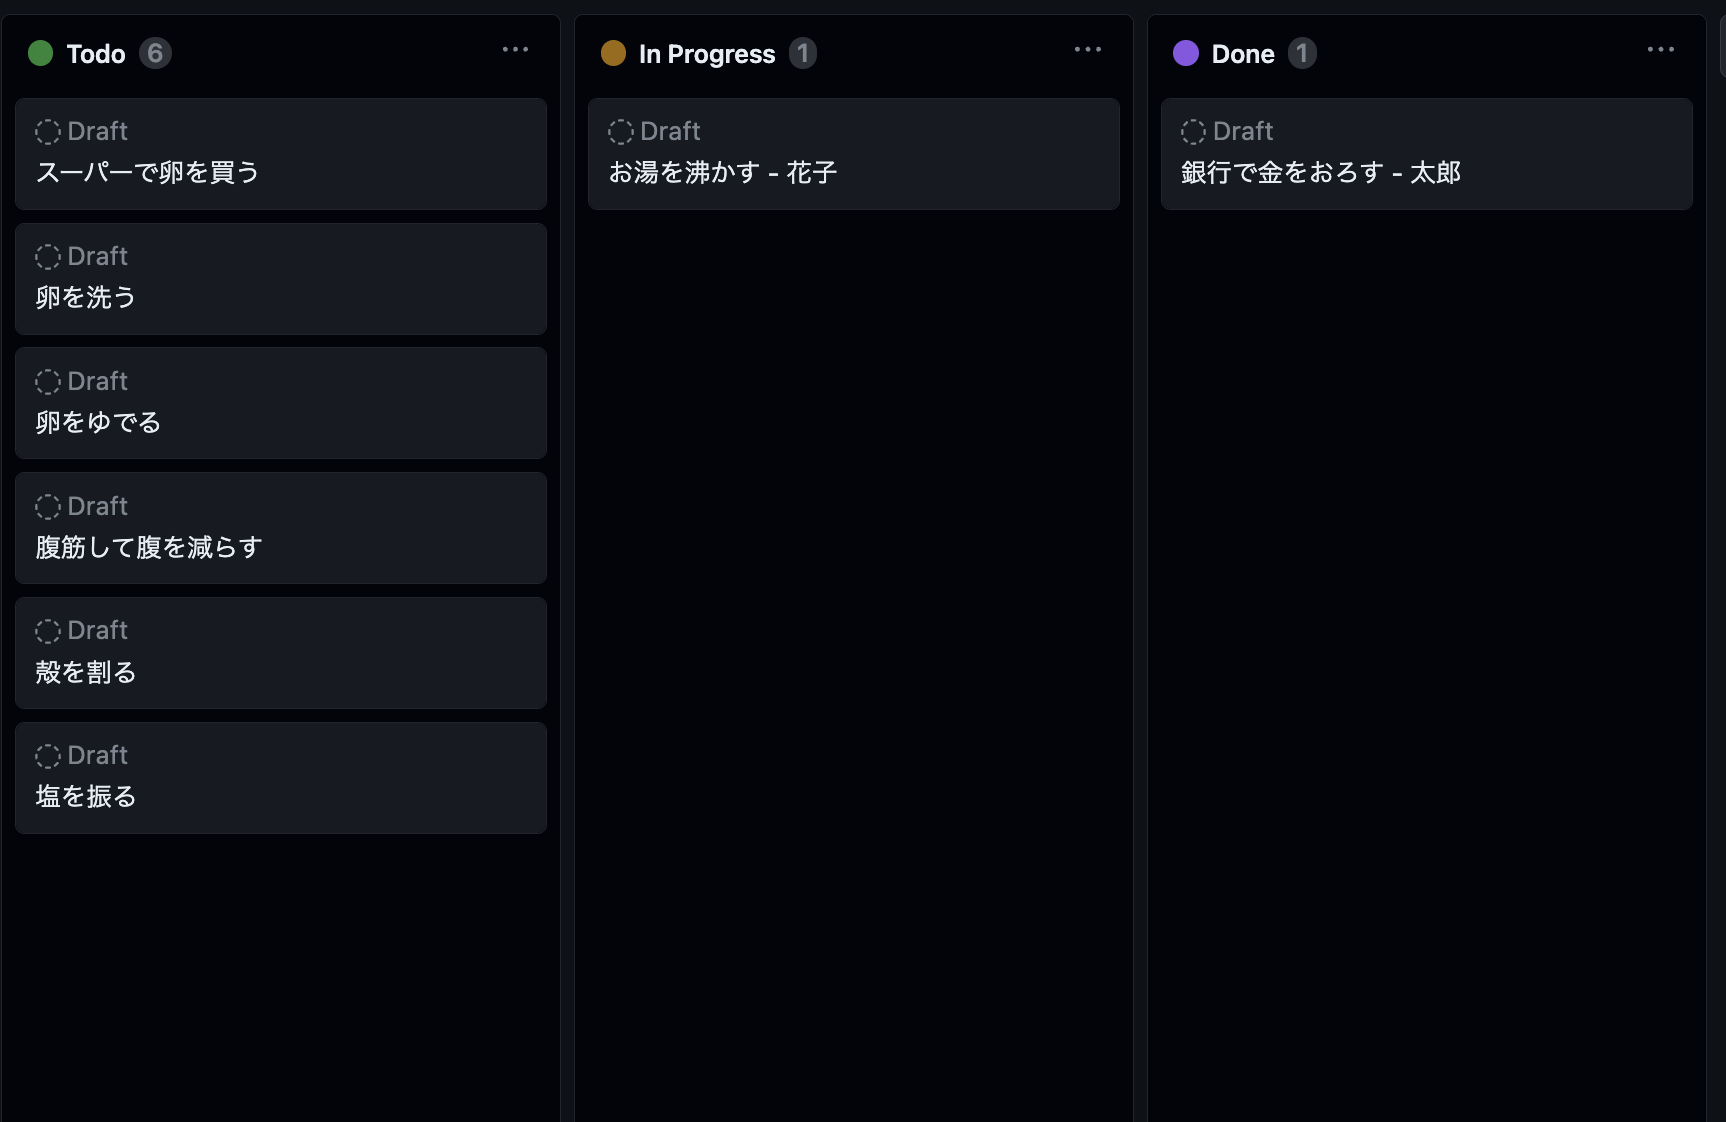 Todo 6
Draft
スーパーで卵を買う
Draft
卵を洗う
Draft
卵をゆでる
Draft
腹筋して腹を減らす
Draft
殻を割る
Draft
塩を振る
In Progress 1
Draft
お湯を沸かす - 花子
Done 1
Draft
銀行で金をおろす - 太郎